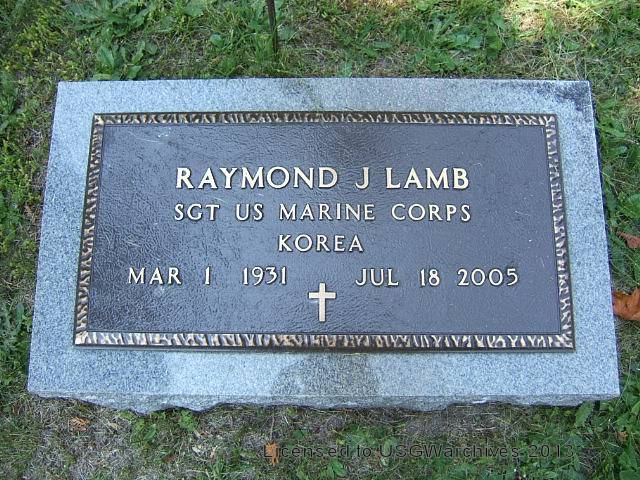 RAYMOND J LAMB
SGT US MARINE CORPS
KOREA
MAR 1 1931 JUL 18 2005
Licensed to USGWarchives 2013